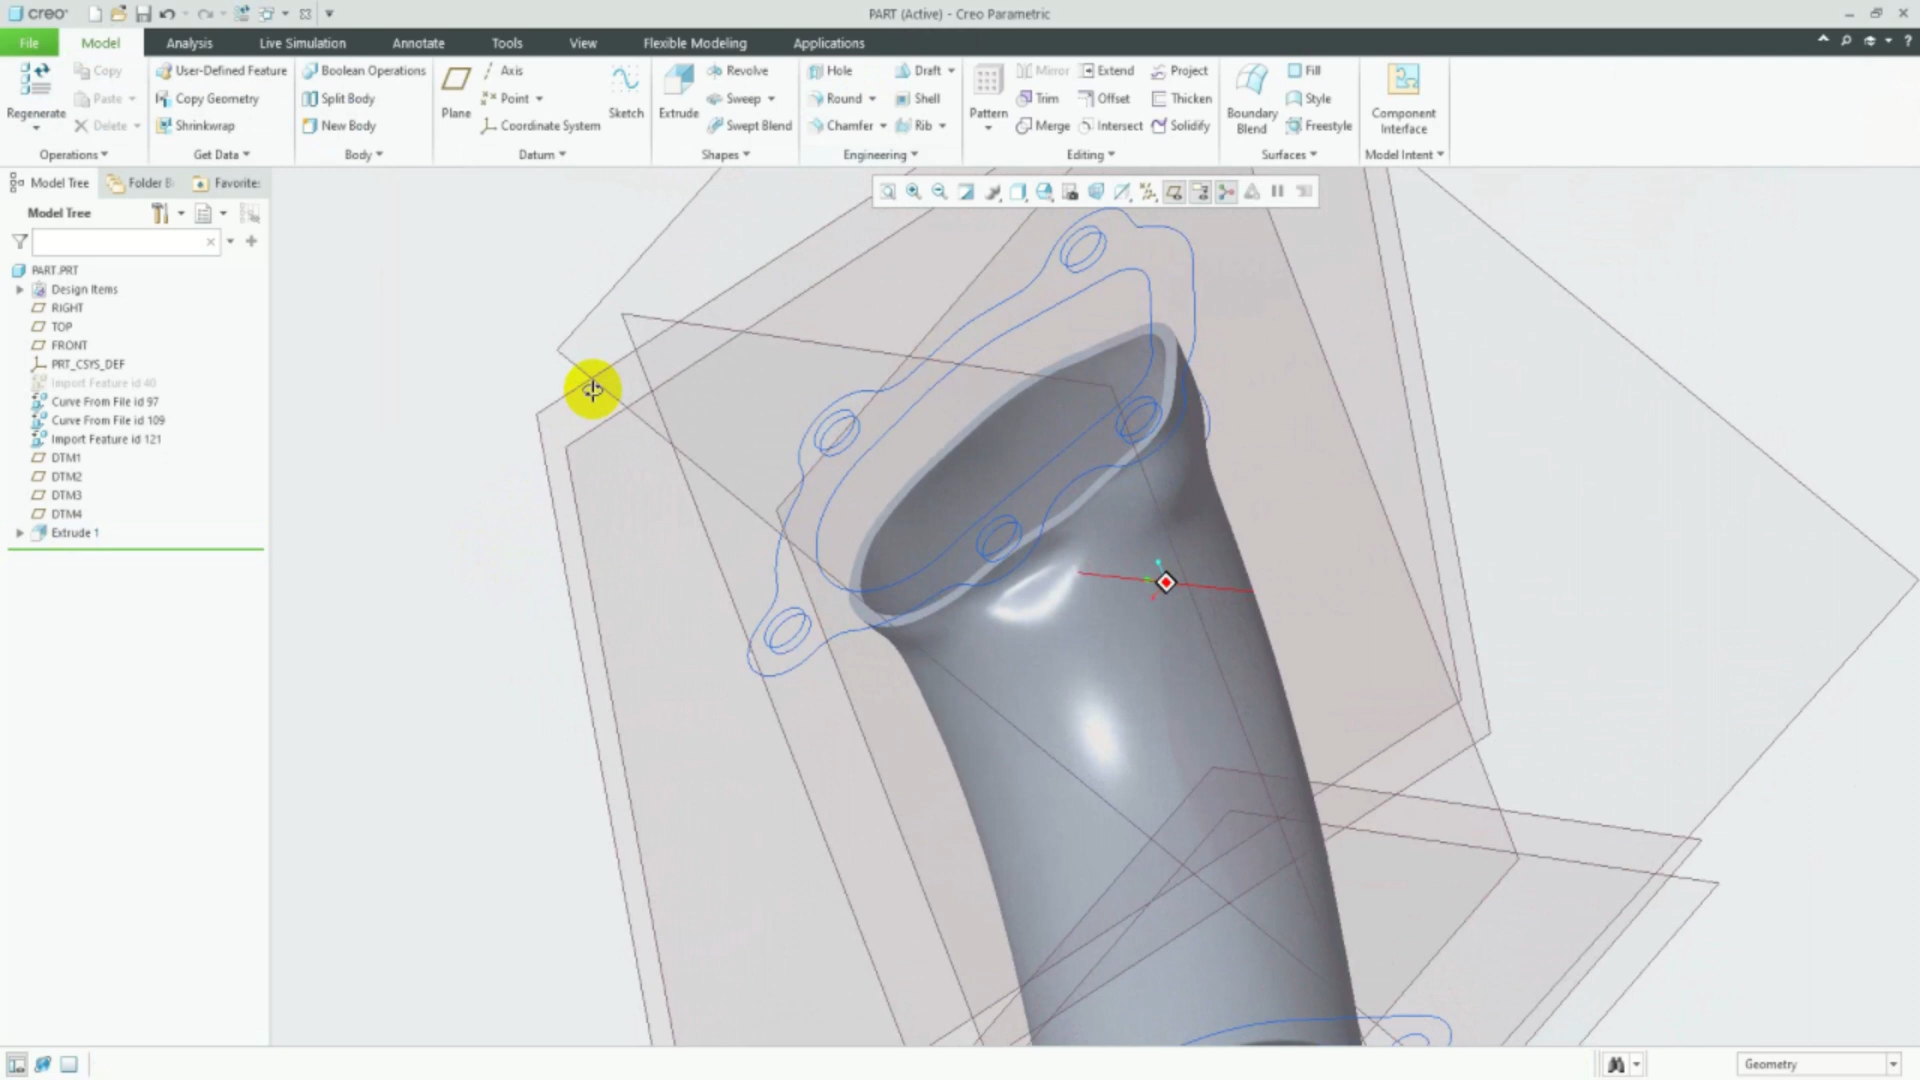 creo
PART (Active) - Creo Parametric
File Model Analysis Live Simulation Annotate Tools View Flexible Modeling Applications
Regenerate
Copy
Paste
Delete
Operations
User-Defined Feature
Copy Geometry
Shrinkwrap
Get Data
Boolean Operations
Split Body
New Body
Body
Plane
Axis
Point
Coordinate System
Sketch
Datum
Extrude
Revolve
Sweep
Swept Blend
Shapes
Hole
Draft
Round
Shell
Chamfer
Rib
Engineering
Pattern
Mirror
Extend
Project
Trim
Offset
Thicken
Merge
Intersect
Solidify
Editing
Boundary
Blend
Fill
Style
Freestyle
Surfaces
Component
Interface
Model Intent
Model Tree Folder B Favorite:
Model Tree
PART.PRT
Design Items
RIGHT
TOP
FRONT
PRT_CSYS_DEF
Import Feature id 40
Curve From File id 97
Curve From File id 109
Import Feature id 121
DTM1
DTM2
DTM3
DTM4
Extrude 1
Geometry